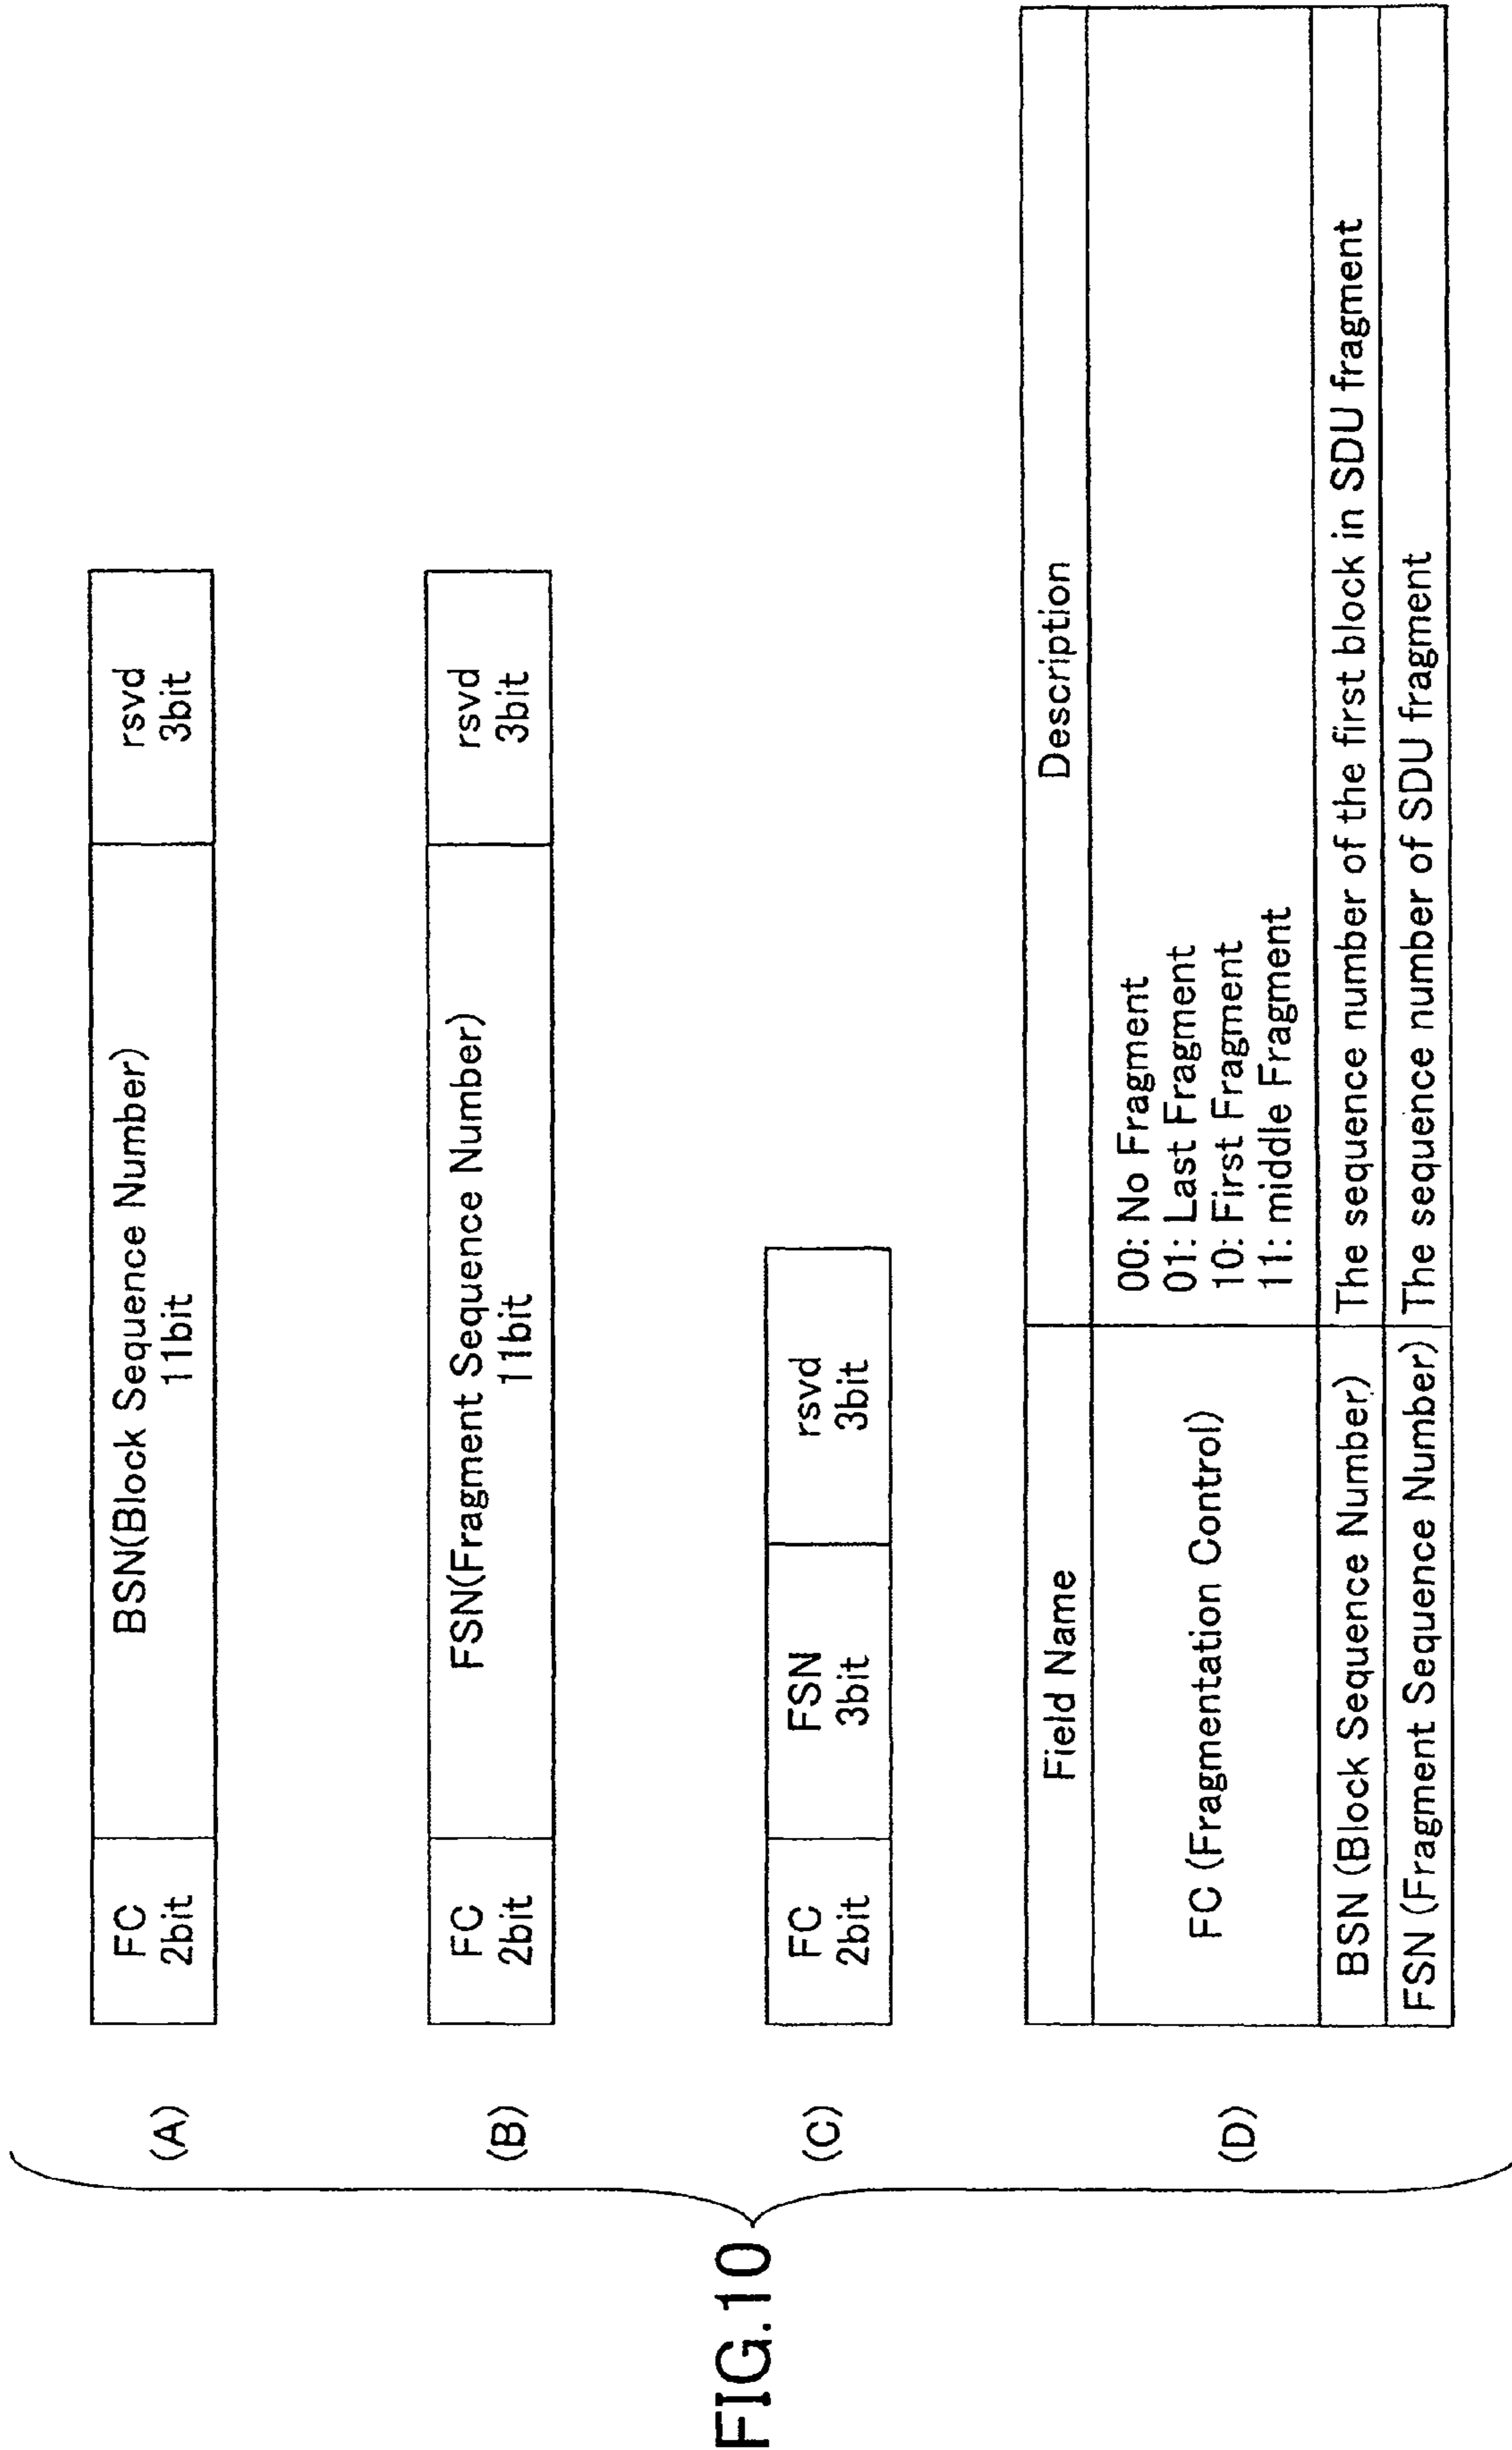 FIG.10
(A)
FC
2bit
BSN(Block Sequence Number)
11bit
rsvd
3bit
(B)
FC
2bit
FSN(Fragment Sequence Number)
11bit
rsvd
3bit
(C)
FC
2bit
FSN
3bit
rsvd
3bit
(D)
Field Name
Description
FC (Fragmentation Control)
00: No Fragment
01: Last Fragment
10: First Fragment
11: middle Fragment
BSN (Block Sequence Number)
The sequence number of the first block in SDU fragment
FSN (Fragment Sequence Number)
The sequence number of SDU fragment